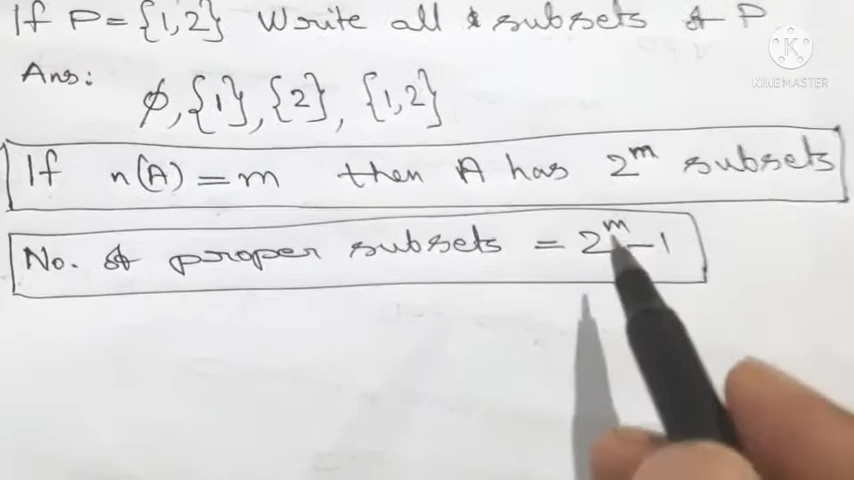 If P = {1,2} Write all subsets of P
Ans:
ϕ, {1}, {2}, {1,2}
If n(A) = m then A has 2^m subsets
No. of proper subsets = 2^m - 1
KINEMASTER